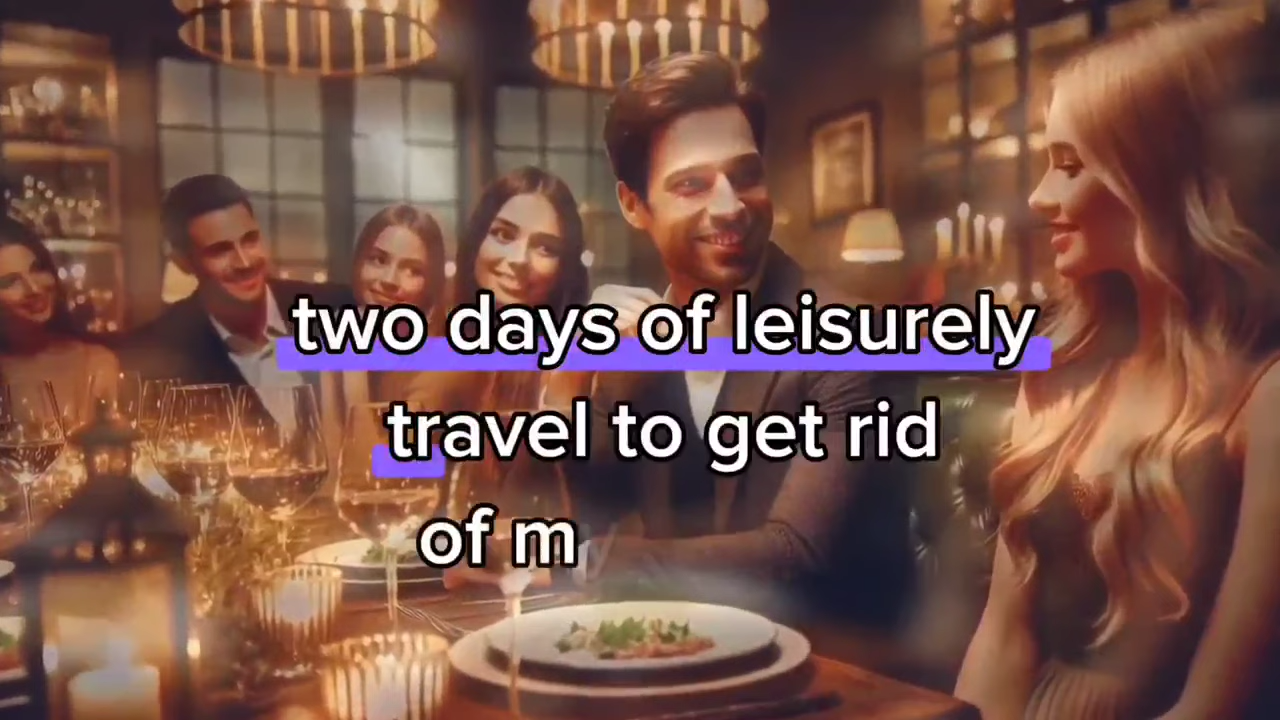 two days of leisurely
travel to get rid
of m